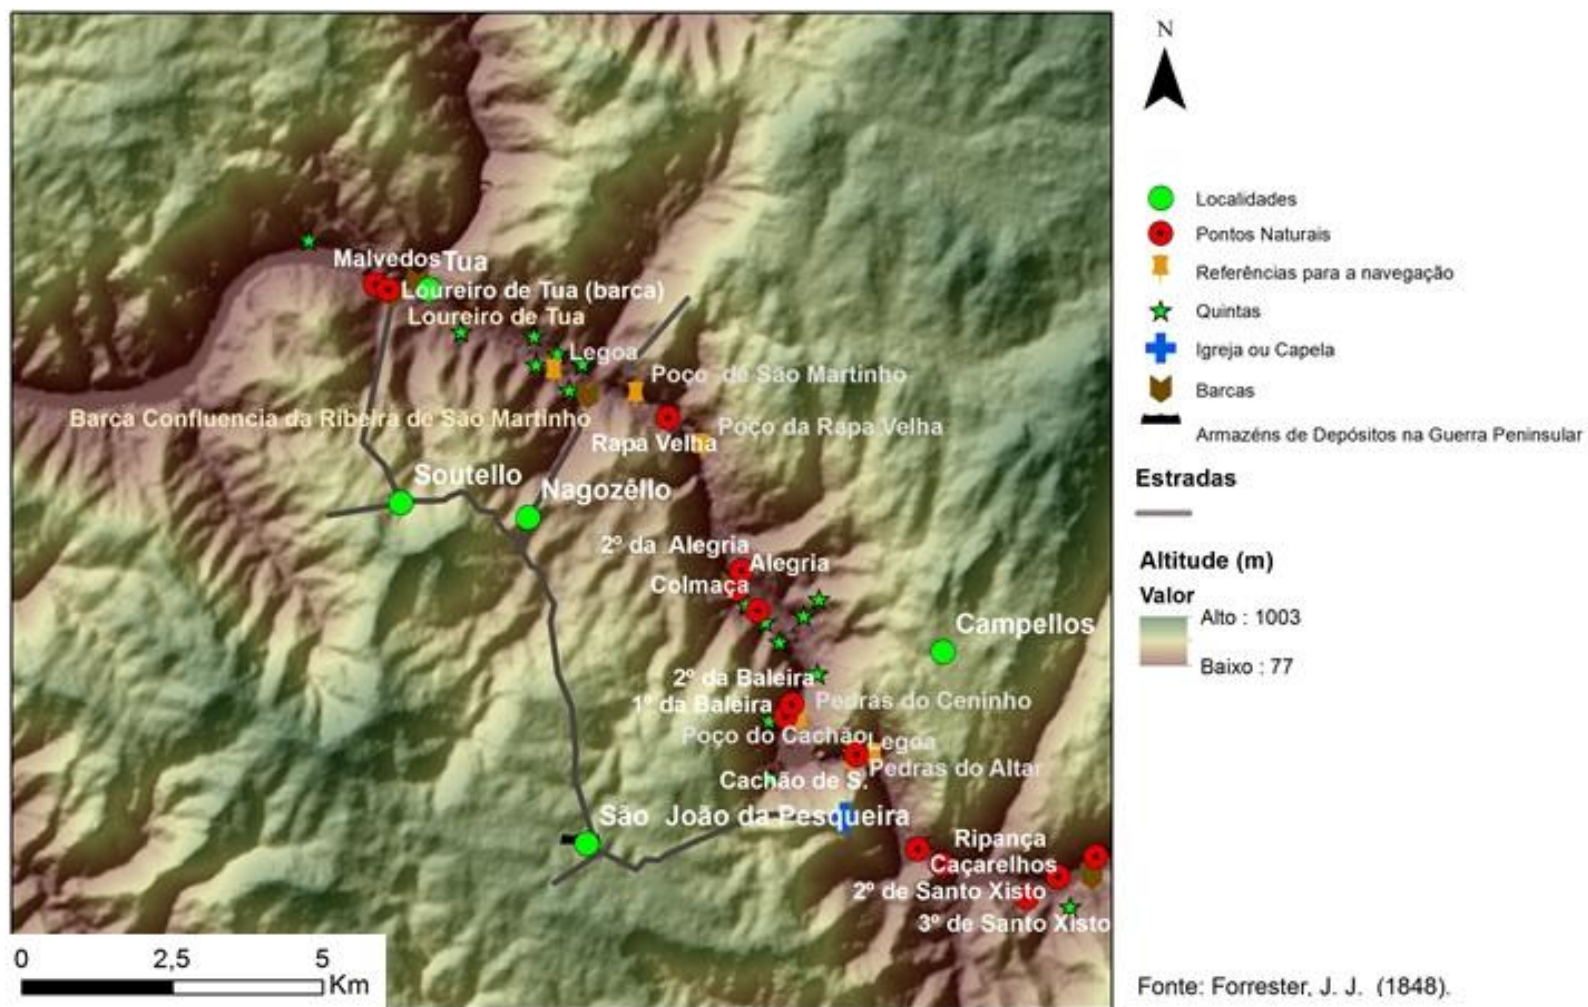 Malvedos
Tua
Loureiro de Tua (barca)
Loureiro de Tua
Legoa
Poço de São Martinho
Barca Confluencia da Ribeira de São Martinho
Poço da Rapa Velha
Rapa Velha
Soutello
Nagozêllo
2º da Alegria
Alegria
Colmaça
Campellos
2º da Baleira
1º da Baleira
Pedras do Ceninho
Poço do Cachão
Legoa
Pedras do Altar
Cachão de S.
São João da Pesqueira
Ripança
Caçarelhos
2º de Santo Xisto
3º de Santo Xisto
0 2,5 5
Km
N
Localidades
Pontos Naturais
Referências para a navegação
Quintas
Igreja ou Capela
Barcas
Armazéns de Depósitos na Guerra Peninsular
Estradas
Altitude (m)
Valor
Alto : 1003
Baixo : 77
Fonte: Forrester, J. J. (1848).